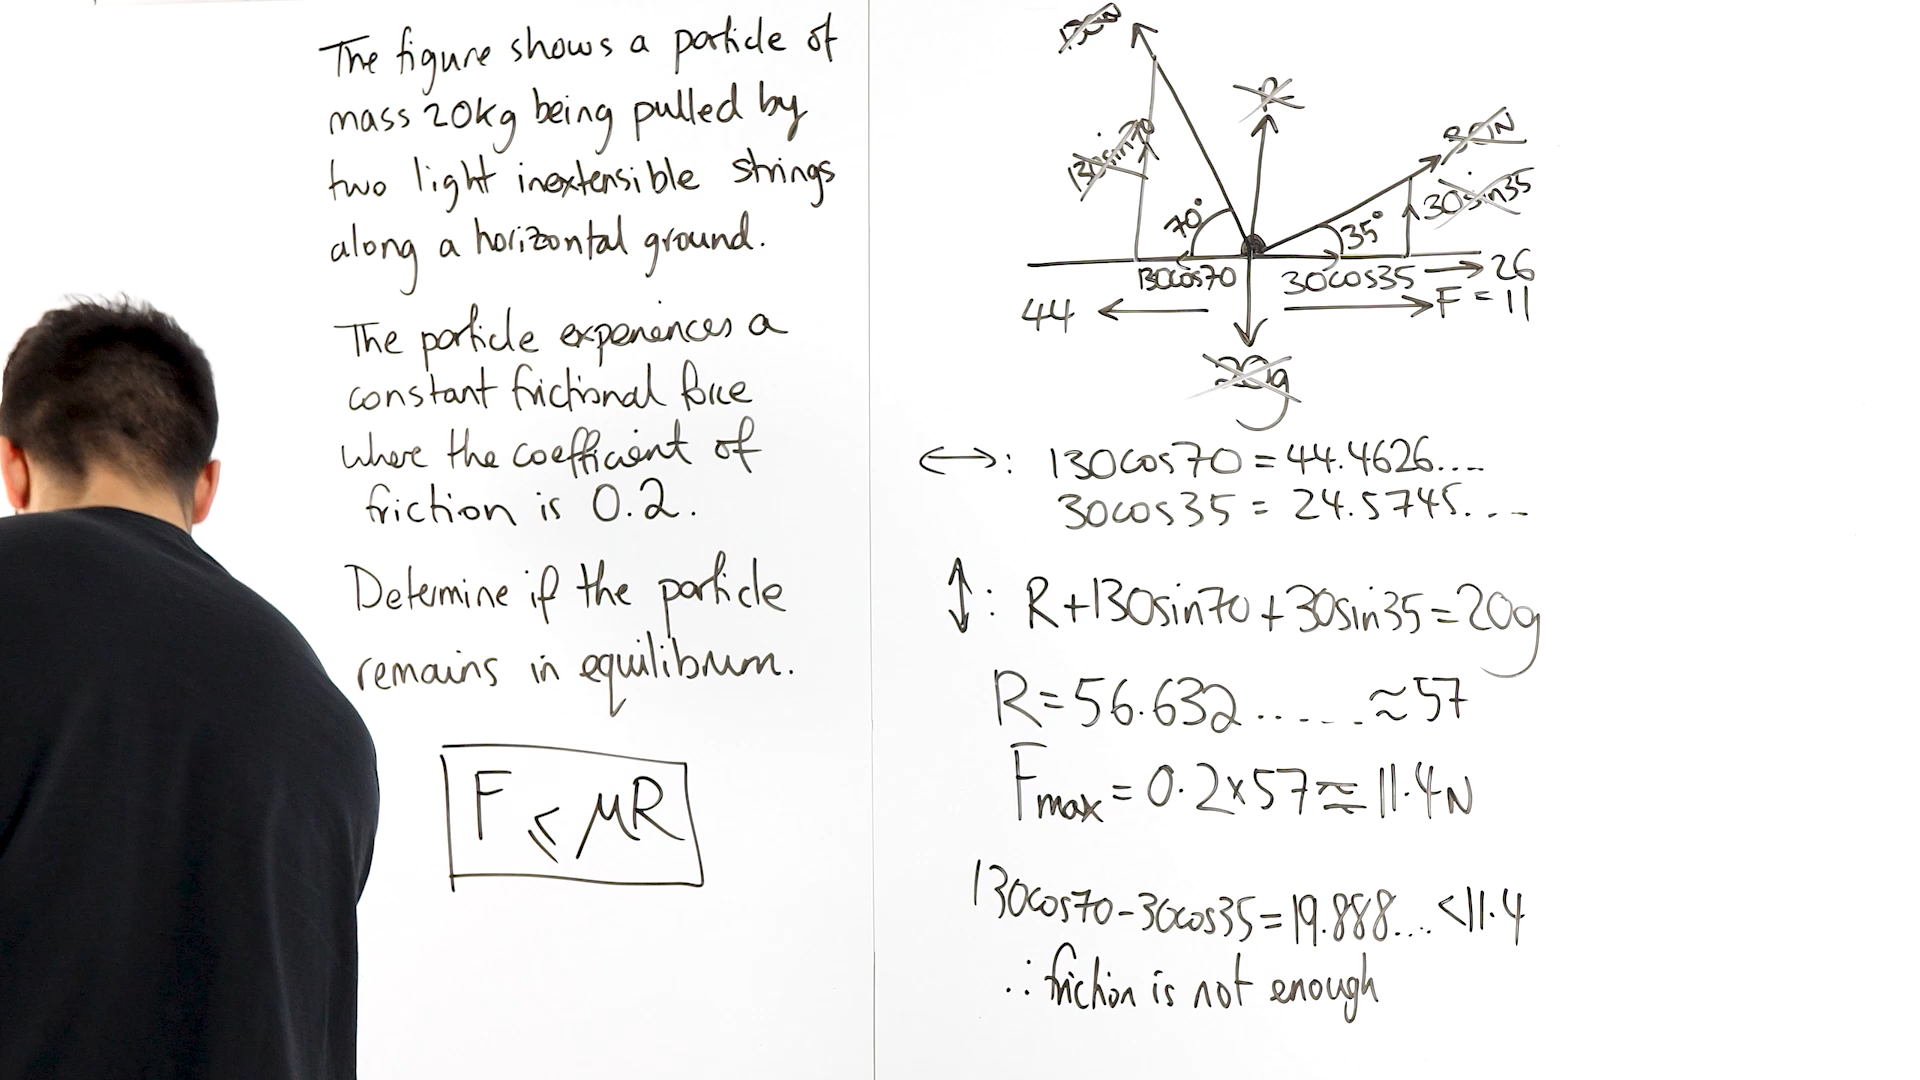 The figure shows a particle of
mass 20kg being pulled by
two light inextensible strings
along a horizontal ground.
The particle experiences a
constant frictional force
where the coefficient of
friction is 0.2.
Determine if the particle
remains in equilibrium.
F ⩽ μR
130N
R
30N
130sin70
30sin35
70°
35°
130cos70
30cos35 → 26
44
F = 11
20g
↔: 130cos70 = 44.4626....
30cos35 = 24.5745...
↕: R+130sin70+30sin35=20g
R=56.632......≈57
Fmax = 0.2×57≈11.4N
130cos70-30cos35=19.888... <11.4
∴ friction is not enough